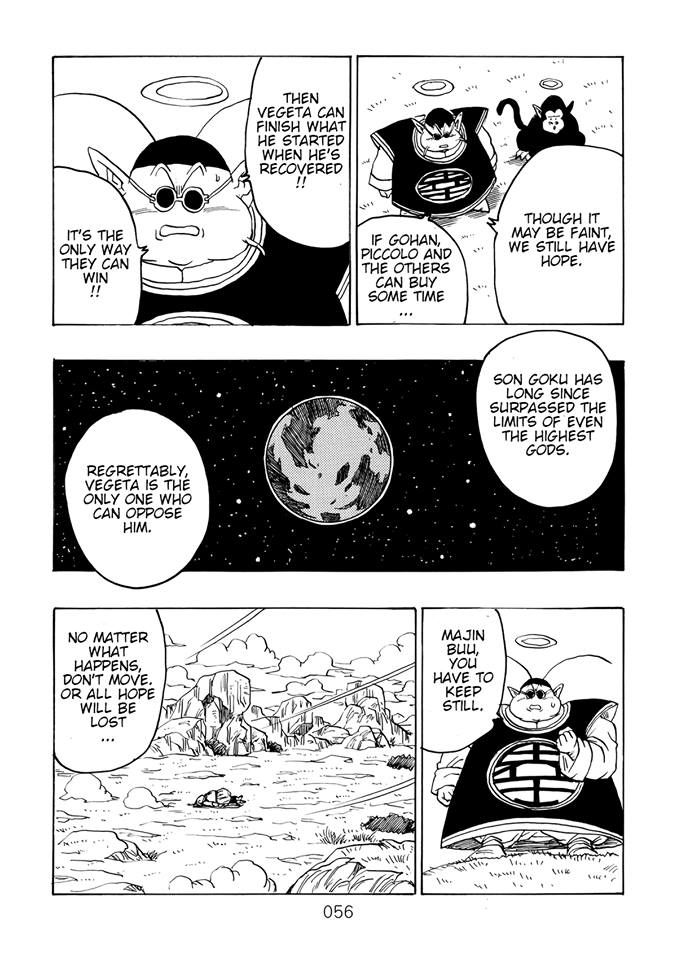 THOUGH IT
MAY BE FAINT,
WE STILL HAVE
HOPE.
IF GOHAN,
PICCOLO AND
THE OTHERS
CAN BUY
SOME TIME
...
THEN
VEGETA CAN
FINISH WHAT
HE STARTED
WHEN HE'S
RECOVERED
!!
IT'S THE
ONLY WAY
THEY CAN
WIN
!!
SON GOKU HAS
LONG SINCE
SURPASSED THE
LIMITS OF EVEN
THE HIGHEST
GODS.
REGRETTABLY,
VEGETA IS THE
ONLY ONE WHO
CAN OPPOSE
HIM.
MAJIN
BUU,
YOU
HAVE TO
KEEP
STILL.
NO MATTER
WHAT
HAPPENS,
DON'T MOVE.
OR ALL HOPE
WILL BE
LOST
...
056